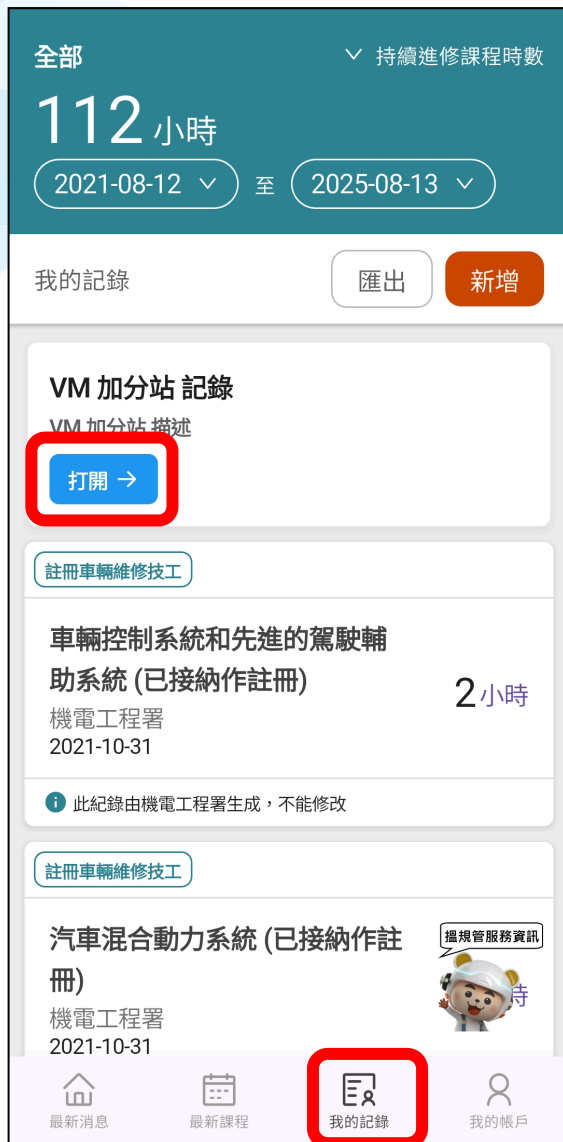 全部
持續進修課程時數
112 小時
2021-08-12 至 2025-08-13
我的記錄
匯出
新增
VM 加分站 記錄
VM 加分站 描述
打開 →
註冊車輛維修技工
車輛控制系統和先進的駕駛輔
助系統 (已接納作註冊)
2小時
機電工程署
2021-10-31
此紀錄由機電工程署生成，不能修改
註冊車輛維修技工
汽車混合動力系統 (已接納作註
冊)
搵規管服務資訊
時
機電工程署
2021-10-31
最新消息
最新課程
我的記錄
我的帳戶